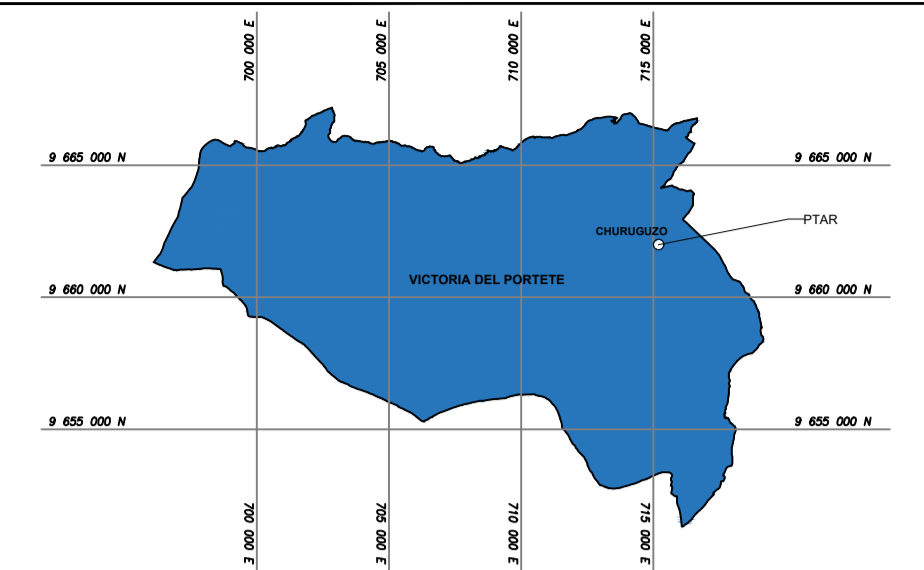 700 000 E
705 000 E
710 000 E
715 000 E
9 665 000 N
9 665 000 N
PTAR
CHURUGUZO
VICTORIA DEL PORTETE
9 660 000 N
9 660 000 N
9 655 000 N
9 655 000 N
700 000 E
705 000 E
710 000 E
715 000 E